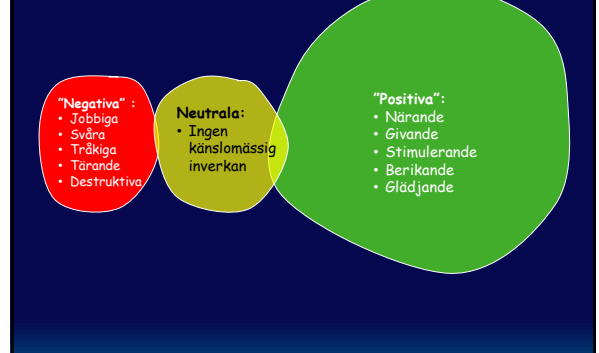 ”Negativa” :
• Jobbiga
• Svåra
• Tråkiga
• Tärande
• Destruktiva
Neutrala:
• Ingen
känslomässig
inverkan
”Positiva”:
• Närande
• Givande
• Stimulerande
• Berikande
• Glädjande